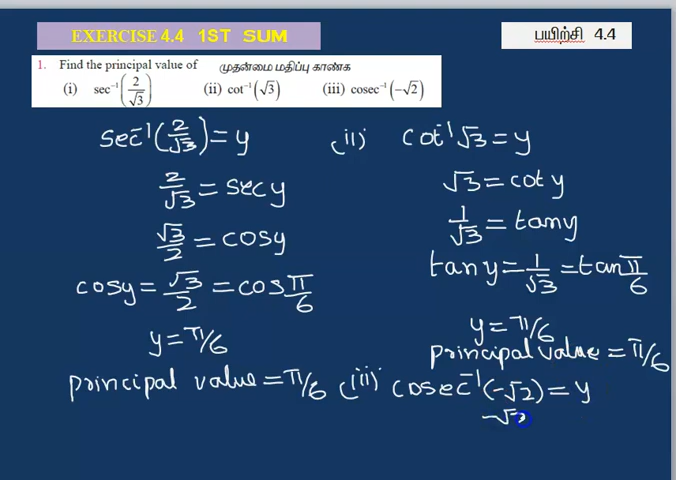 EXERCISE 4.4 1ST SUM
பயிற்சி 4.4
1. Find the principal value of முதன்மை மதிப்பு காண்க
(i) sec⁻¹(2/√3) (ii) cot⁻¹(√3) (iii) cosec⁻¹(−√2)
sec⁻¹(2/√3) = y
2/√3 = sec y
√3/2 = cos y
cos y = √3/2 = cos π/6
y = π/6
principal value = π/6
(ii) cot⁻¹ √3 = y
√3 = cot y
1/√3 = tan y
tan y = 1/√3 = tan π/6
y = π/6
principal value = π/6
(iii) cosec⁻¹(−√2) = y
−√2